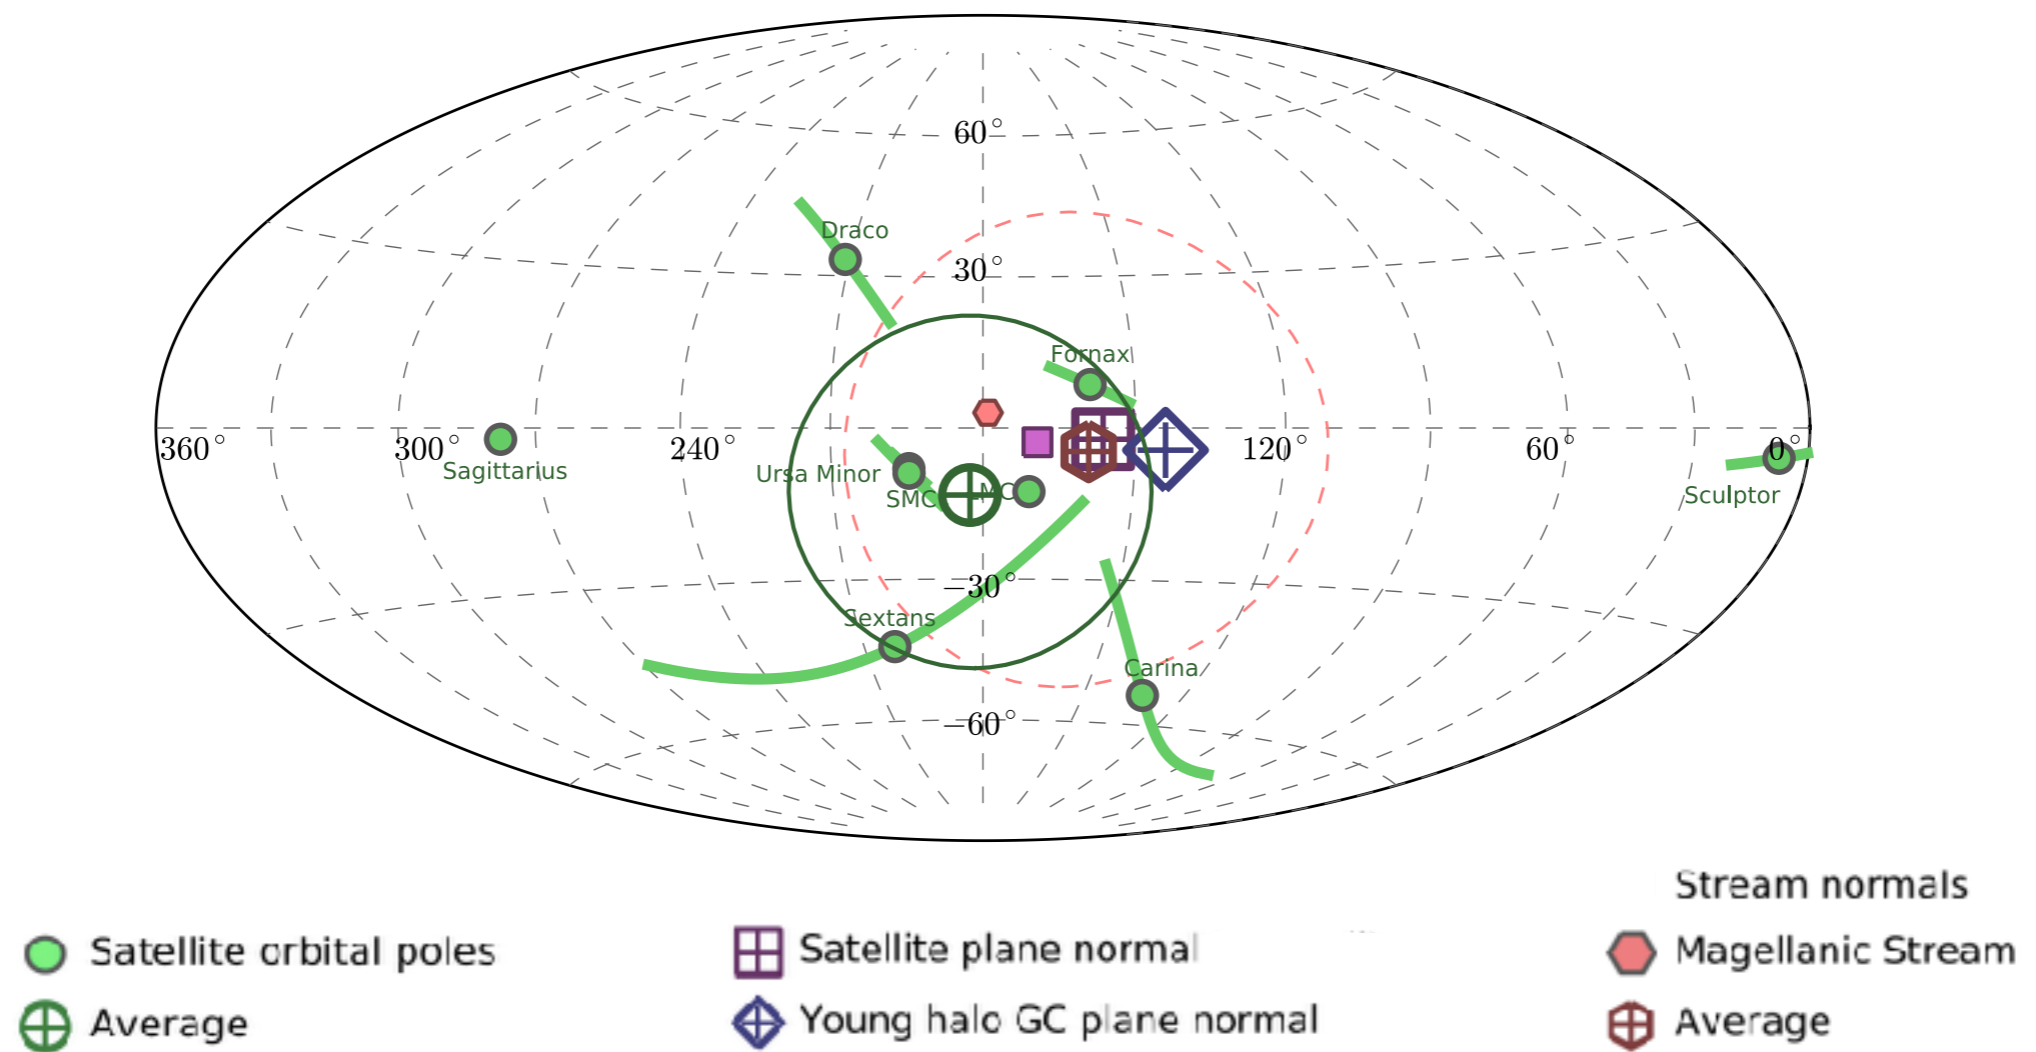 60°
Draco
30°
Fornax
360°
300°
240°
120°
60°
0°
Sagittarius
Ursa Minor
SMC
LMC
Sculptor
−30°
Sextans
Carina
−60°
Stream normals
Satellite orbital poles
Satellite plane normal
Magellanic Stream
Average
Young halo GC plane normal
Average